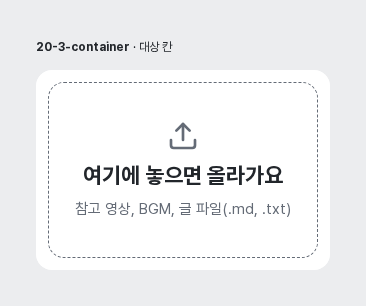 20-3-container · 대상 칸
여기에 놓으면 올라가요
참고 영상, BGM, 글 파일(.md, .txt)